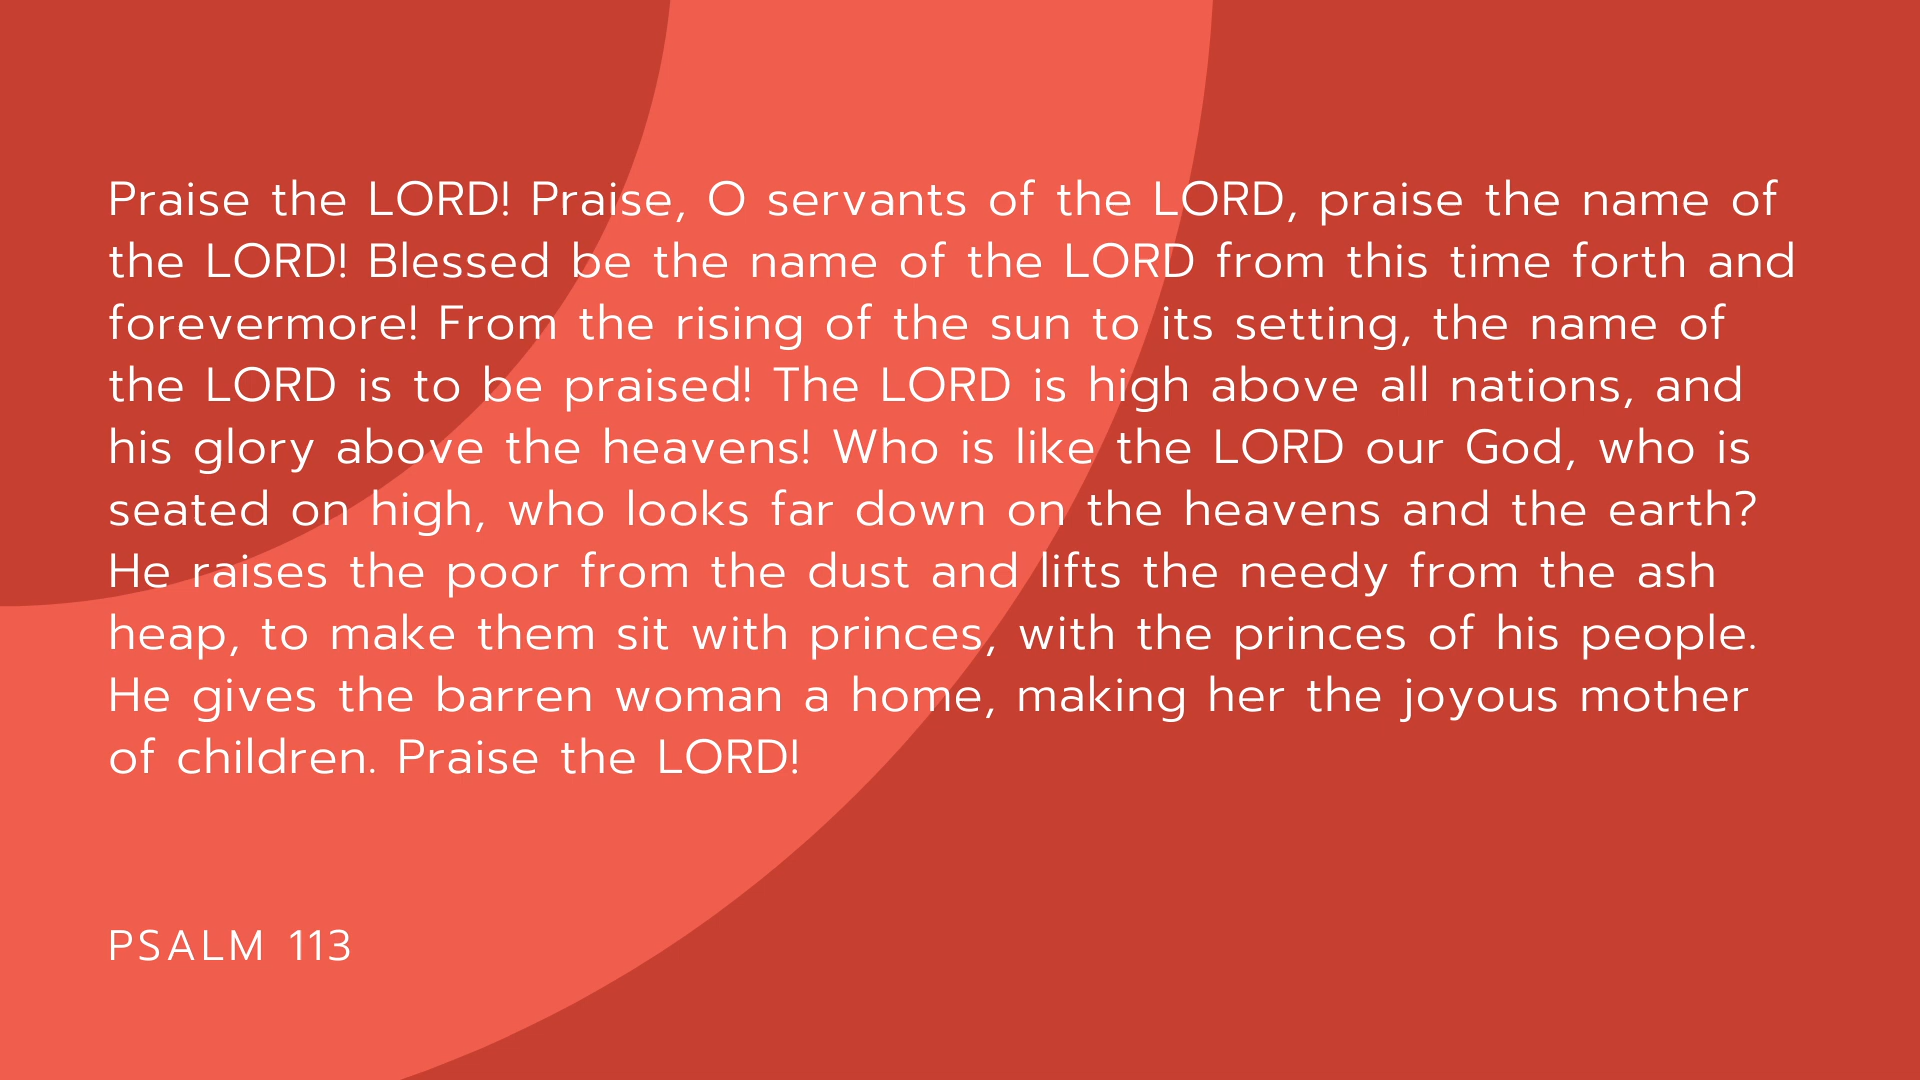 Praise the LORD! Praise, O servants of the LORD, praise the name of
the LORD! Blessed be the name of the LORD from this time forth and
forevermore! From the rising of the sun to its setting, the name of
the LORD is to be praised! The LORD is high above all nations, and
his glory above the heavens! Who is like the LORD our God, who is
seated on high, who looks far down on the heavens and the earth?
He raises the poor from the dust and lifts the needy from the ash
heap, to make them sit with princes, with the princes of his people.
He gives the barren woman a home, making her the joyous mother
of children. Praise the LORD!
PSALM 113